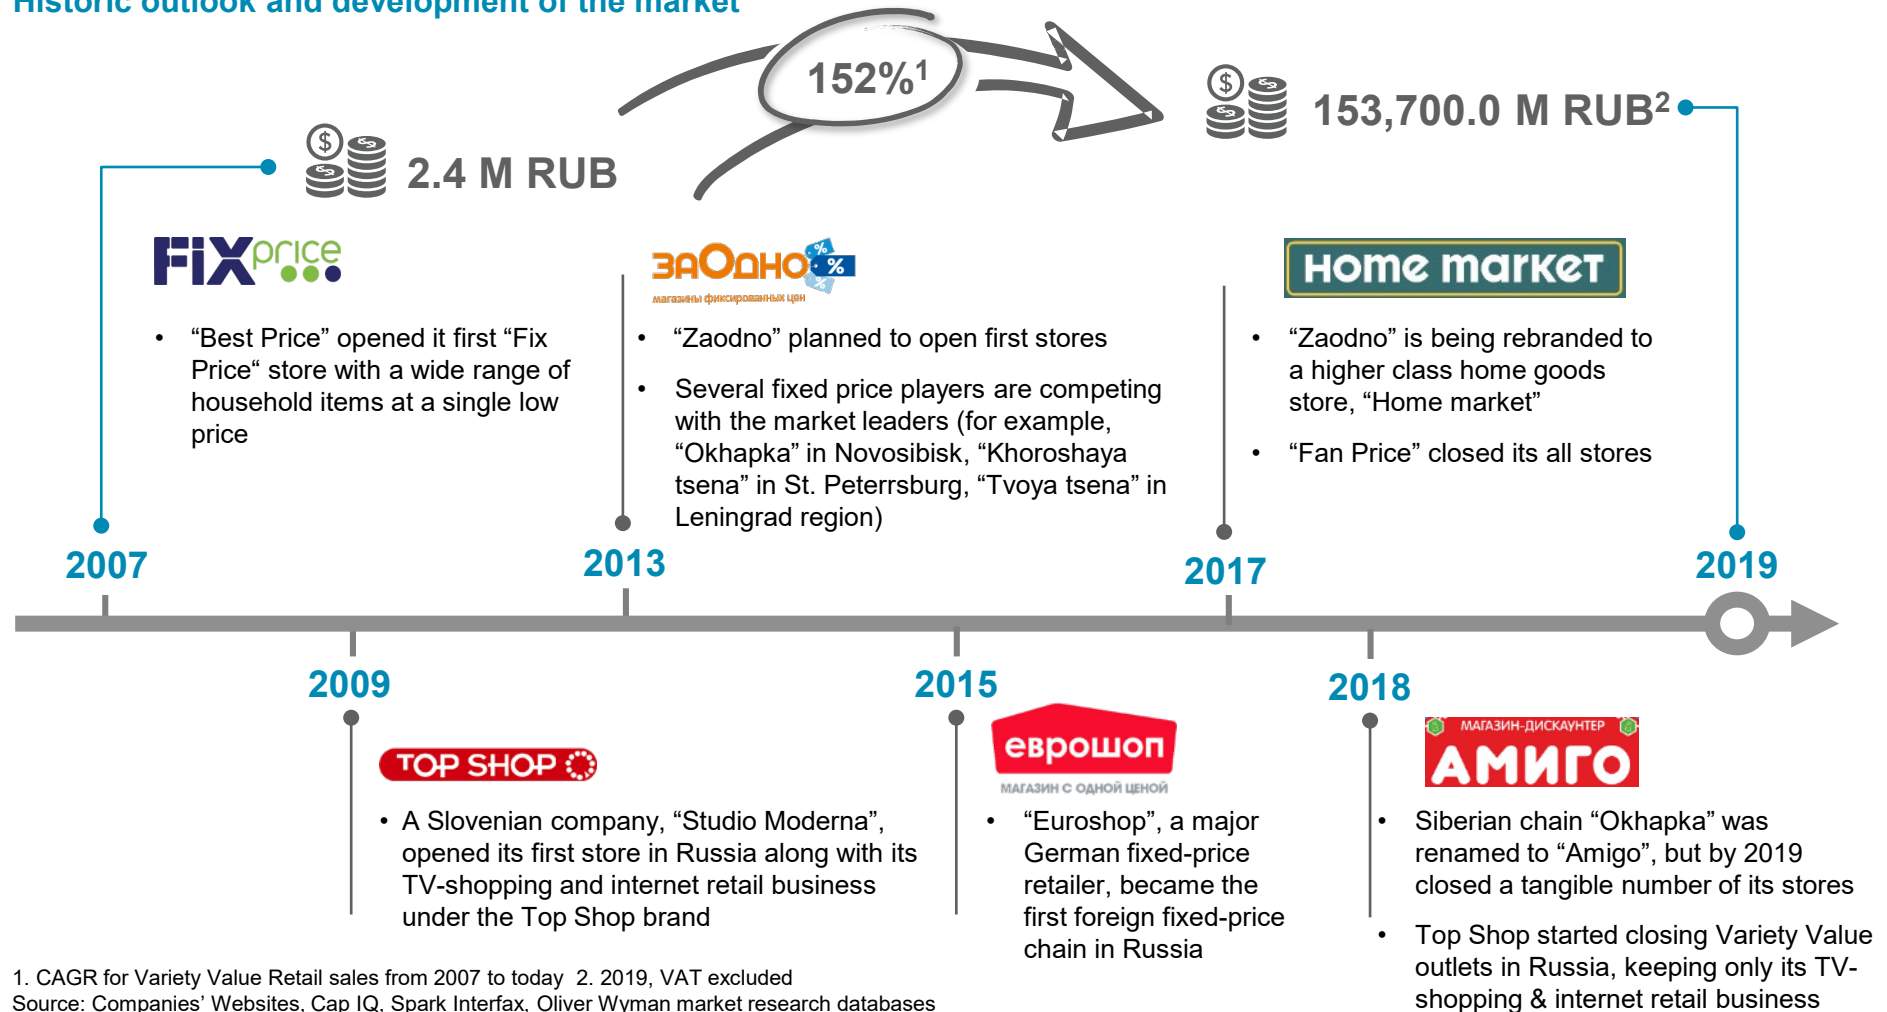 Historic outlook and development of the market
152%1
2.4 M RUB
153,700.0 M RUB2
FiXprice
“Best Price” opened it first “Fix
Price“ store with a wide range of
household items at a single low
price
2007
заОдно
магазины фиксированных цен
• “Zaodno” planned to open first stores
• Several fixed price players are competing
with the market leaders (for example,
“Okhapka” in Novosibisk, “Khoroshaya
tsena” in St. Peterrsburg, “Tvoya tsena” in
Leningrad region)
2013
Home market
• “Zaodno” is being rebranded to
a higher class home goods
store, “Home market”
• “Fan Price” closed its all stores
2017
2019
2009
TOP SHOP
• A Slovenian company, “Studio Moderna”,
opened its first store in Russia along with its
TV-shopping and internet retail business
under the Top Shop brand
2015
еврошоп
МАГАЗИН С ОДНОЙ ЦЕНОЙ
• “Euroshop”, a major
German fixed-price
retailer, became the
first foreign fixed-price
chain in Russia
2018
МАГАЗИН-ДИСКАУНТЕР
АМИГО
• Siberian chain “Okhapka” was
renamed to “Amigo”, but by 2019
closed a tangible number of its stores
• Top Shop started closing Variety Value
outlets in Russia, keeping only its TV-
shopping & internet retail business
1. CAGR for Variety Value Retail sales from 2007 to today 2. 2019, VAT excluded
Source: Companies’ Websites, Cap IQ, Spark Interfax, Oliver Wyman market research databases